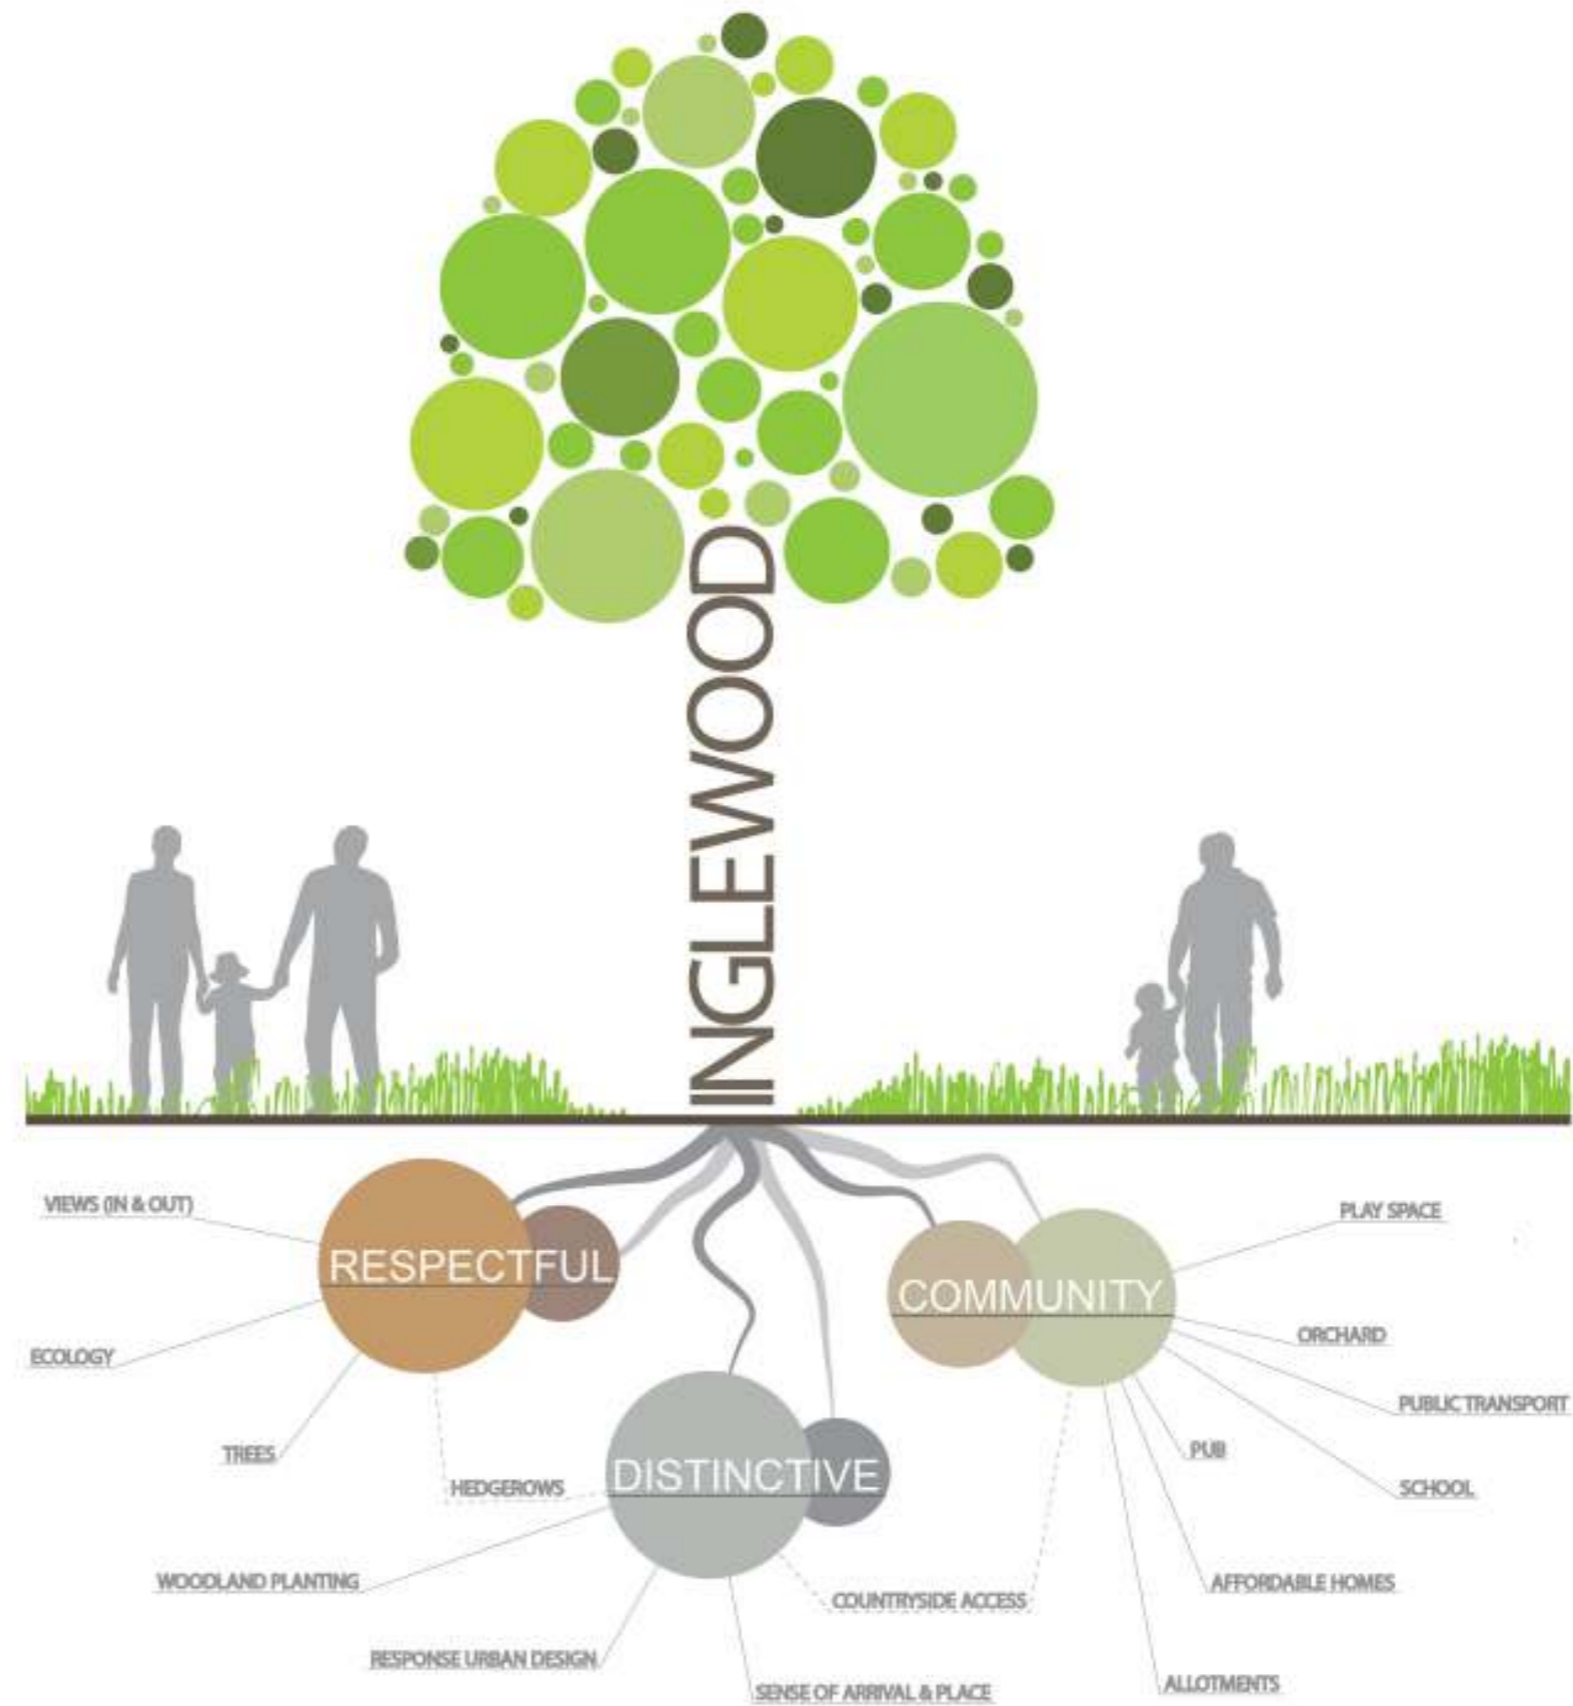 INGLEWOOD
VIEWS (IN & OUT)
RESPECTFUL
ECOLOGY
TREES
HEDGEROWS
DISTINCTIVE
WOODLAND PLANTING
RESPONSE URBAN DESIGN
SENSE OF ARRIVAL & PLACE
COUNTRYSIDE ACCESS
COMMUNITY
PLAY SPACE
ORCHARD
PUBLIC TRANSPORT
PUB
SCHOOL
AFFORDABLE HOMES
ALLOTMENTS